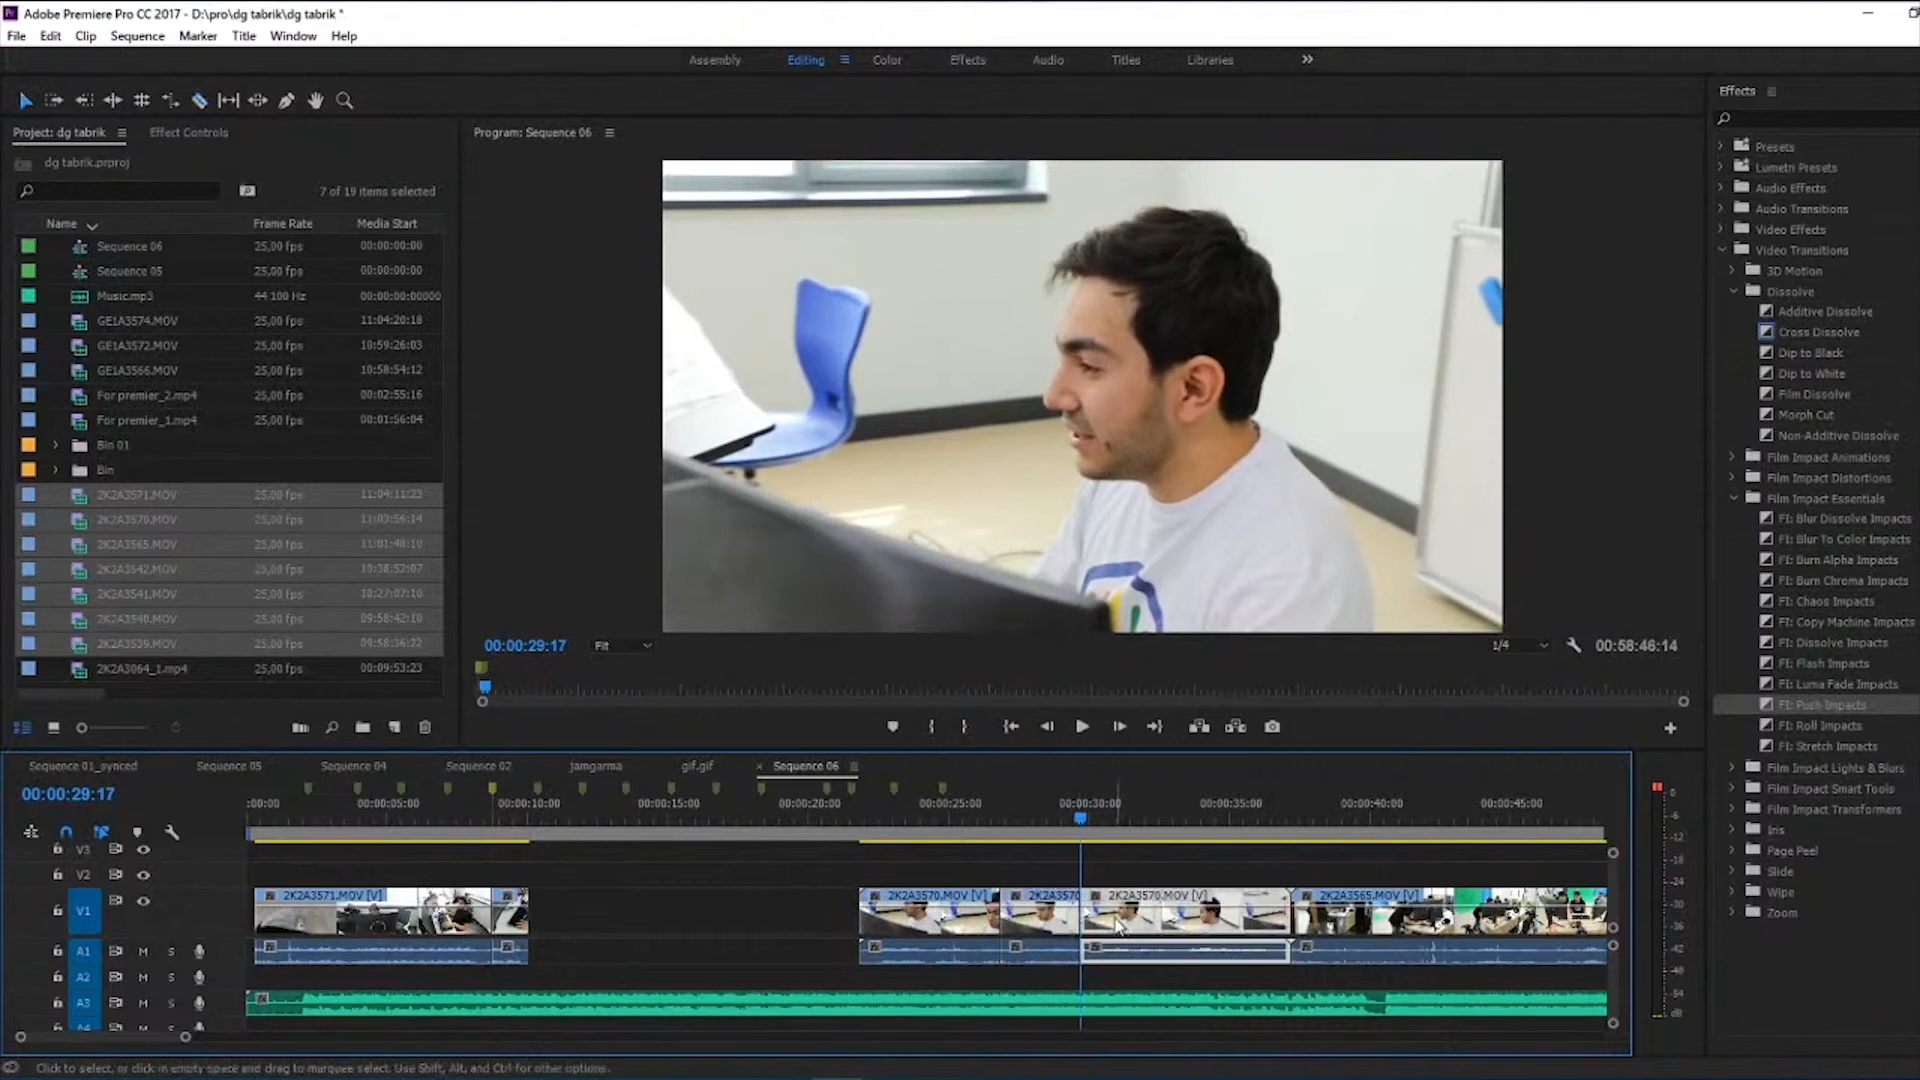 Adobe Premiere Pro CC 2017 - D:\pro\dg tabrik\dg tabrik *
File Edit Clip Sequence Marker Title Window Help
Assembly Editing Color Effects Audio Titles Libraries
Project: dg tabrik Effect Controls
dg tabrik.prproj
7 of 19 items selected
Name Frame Rate Media Start
Sequence 06 25,00 fps 00:00:00:00
Sequence 05 25,00 fps 00:00:00:00
Music.mp3 44 100 Hz 00:00:00:00000
GE1A3574.MOV 25,00 fps 11:04:20:18
GE1A3572.MOV 25,00 fps 10:59:26:03
GE1A3566.MOV 25,00 fps 10:58:54:12
For premier_2.mp4 25,00 fps 00:02:55:16
For premier_1.mp4 25,00 fps 00:01:56:04
Bin 01
Bin
2K2A3571.MOV 25,00 fps 11:04:11:23
2K2A3570.MOV 25,00 fps 11:03:56:14
2K2A3565.MOV 25,00 fps 11:01:48:10
2K2A3542.MOV 25,00 fps 10:38:52:07
2K2A3541.MOV 25,00 fps 10:27:07:10
2K2A3540.MOV 25,00 fps 09:58:42:10
2K2A3539.MOV 25,00 fps 09:58:36:22
2K2A3064_1.mp4 25,00 fps 00:09:53:23
Program: Sequence 06
00:00:29:17 Fit 1/4 00:58:46:14
Effects
Presets
Lumetri Presets
Audio Effects
Audio Transitions
Video Effects
Video Transitions
3D Motion
Dissolve
Additive Dissolve
Cross Dissolve
Dip to Black
Dip to White
Film Dissolve
Morph Cut
Non-Additive Dissolve
Film Impact Animations
Film Impact Distortions
Film Impact Essentials
FI: Blur Dissolve Impacts
FI: Blur To Color Impacts
FI: Burn Alpha Impacts
FI: Burn Chroma Impacts
FI: Chaos Impacts
FI: Copy Machine Impacts
FI: Dissolve Impacts
FI: Flash Impacts
FI: Luma Fade Impacts
FI: Push Impacts
FI: Roll Impacts
FI: Stretch Impacts
Film Impact Lights & Blurs
Film Impact Smart Tools
Film Impact Transformers
Iris
Page Peel
Slide
Wipe
Zoom
Sequence 01_synced Sequence 05 Sequence 04 Sequence 02 jamgarma gif.gif × Sequence 06
00:00:29:17
:00:00 00:00:05:00 00:00:10:00 00:00:15:00 00:00:20:00 00:00:25:00 00:00:30:00 00:00:35:00 00:00:40:00 00:00:45:00
V3
V2
V1
2K2A3571.MOV [V] 2K2A3570.MOV [V] 2K2A3570 2K2A3570.MOV [V] 2K2A3565.MOV [V]
A1 M S
A2 M S
A3 M S
0
-6
-12
-18
-24
-30
-36
-42
-48
-54
dB
Click to select, or click in empty space and drag to marquee select. Use Shift, Alt, and Ctrl for other options.